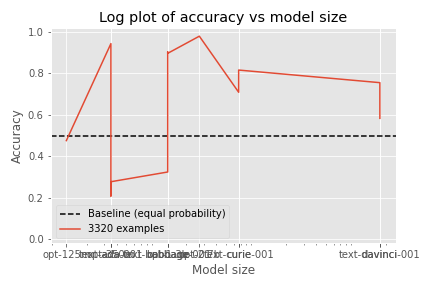 Log plot of accuracy vs model size
1.0
0.8
0.6
0.4
0.2
0.0
Accuracy
Baseline (equal probability)
3320 examples
opt-125m
curie-001
text-davinci-001
Model size